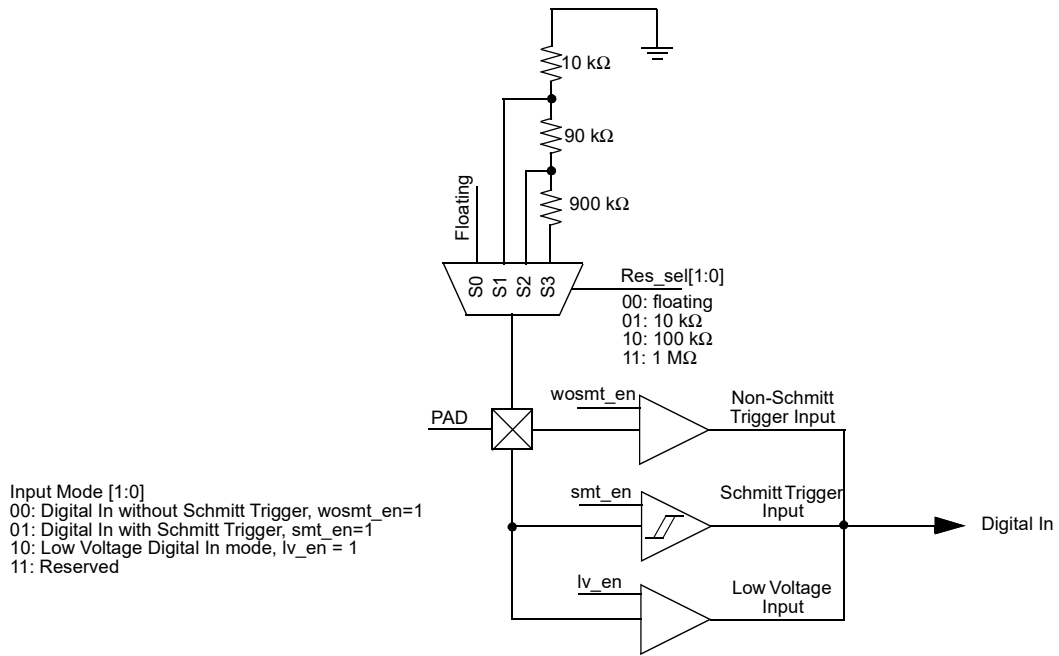 10 kΩ
90 kΩ
900 kΩ
Floating
S0
S1
S2
S3
Res_sel[1:0]
00: floating
01: 10 kΩ
10: 100 kΩ
11: 1 MΩ
PAD
wosmt_en
Non-Schmitt
Trigger Input
Input Mode [1:0]
00: Digital In without Schmitt Trigger, wosmt_en=1
01: Digital In with Schmitt Trigger, smt_en=1
10: Low Voltage Digital In mode, lv_en = 1
11: Reserved
smt_en
Schmitt Trigger
Input
Digital In
lv_en
Low Voltage
Input